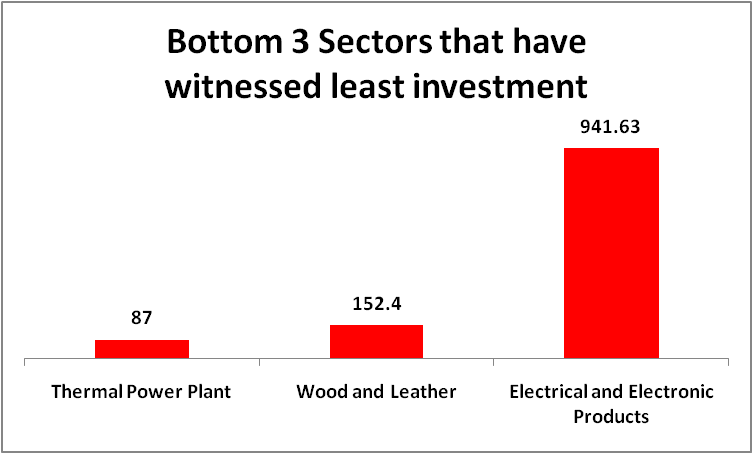 Bottom 3 Sectors that have
witnessed least investment
941.63
152.4
87
Thermal Power Plant
Wood and Leather
Electrical and Electronic
Products